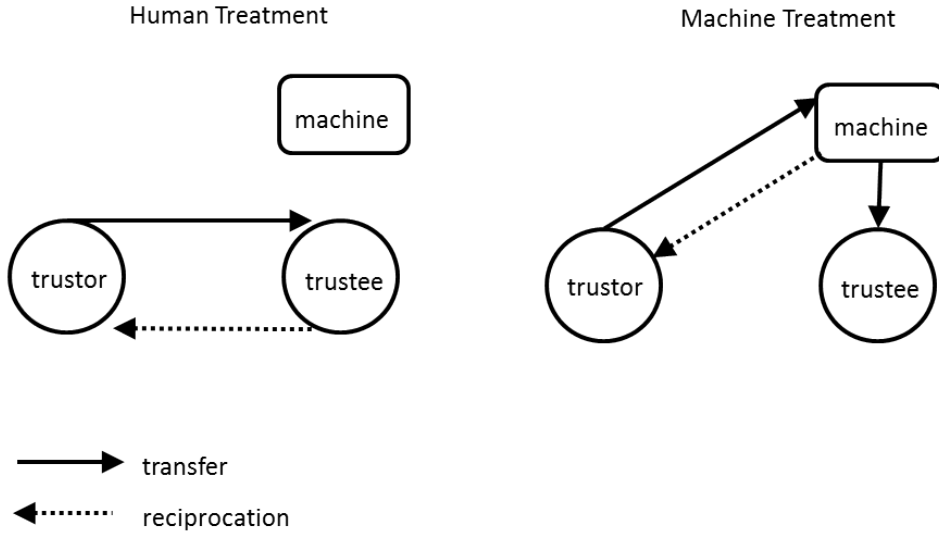 Human Treatment
machine
trustor
trustee
Machine Treatment
machine
trustor
trustee
transfer
reciprocation